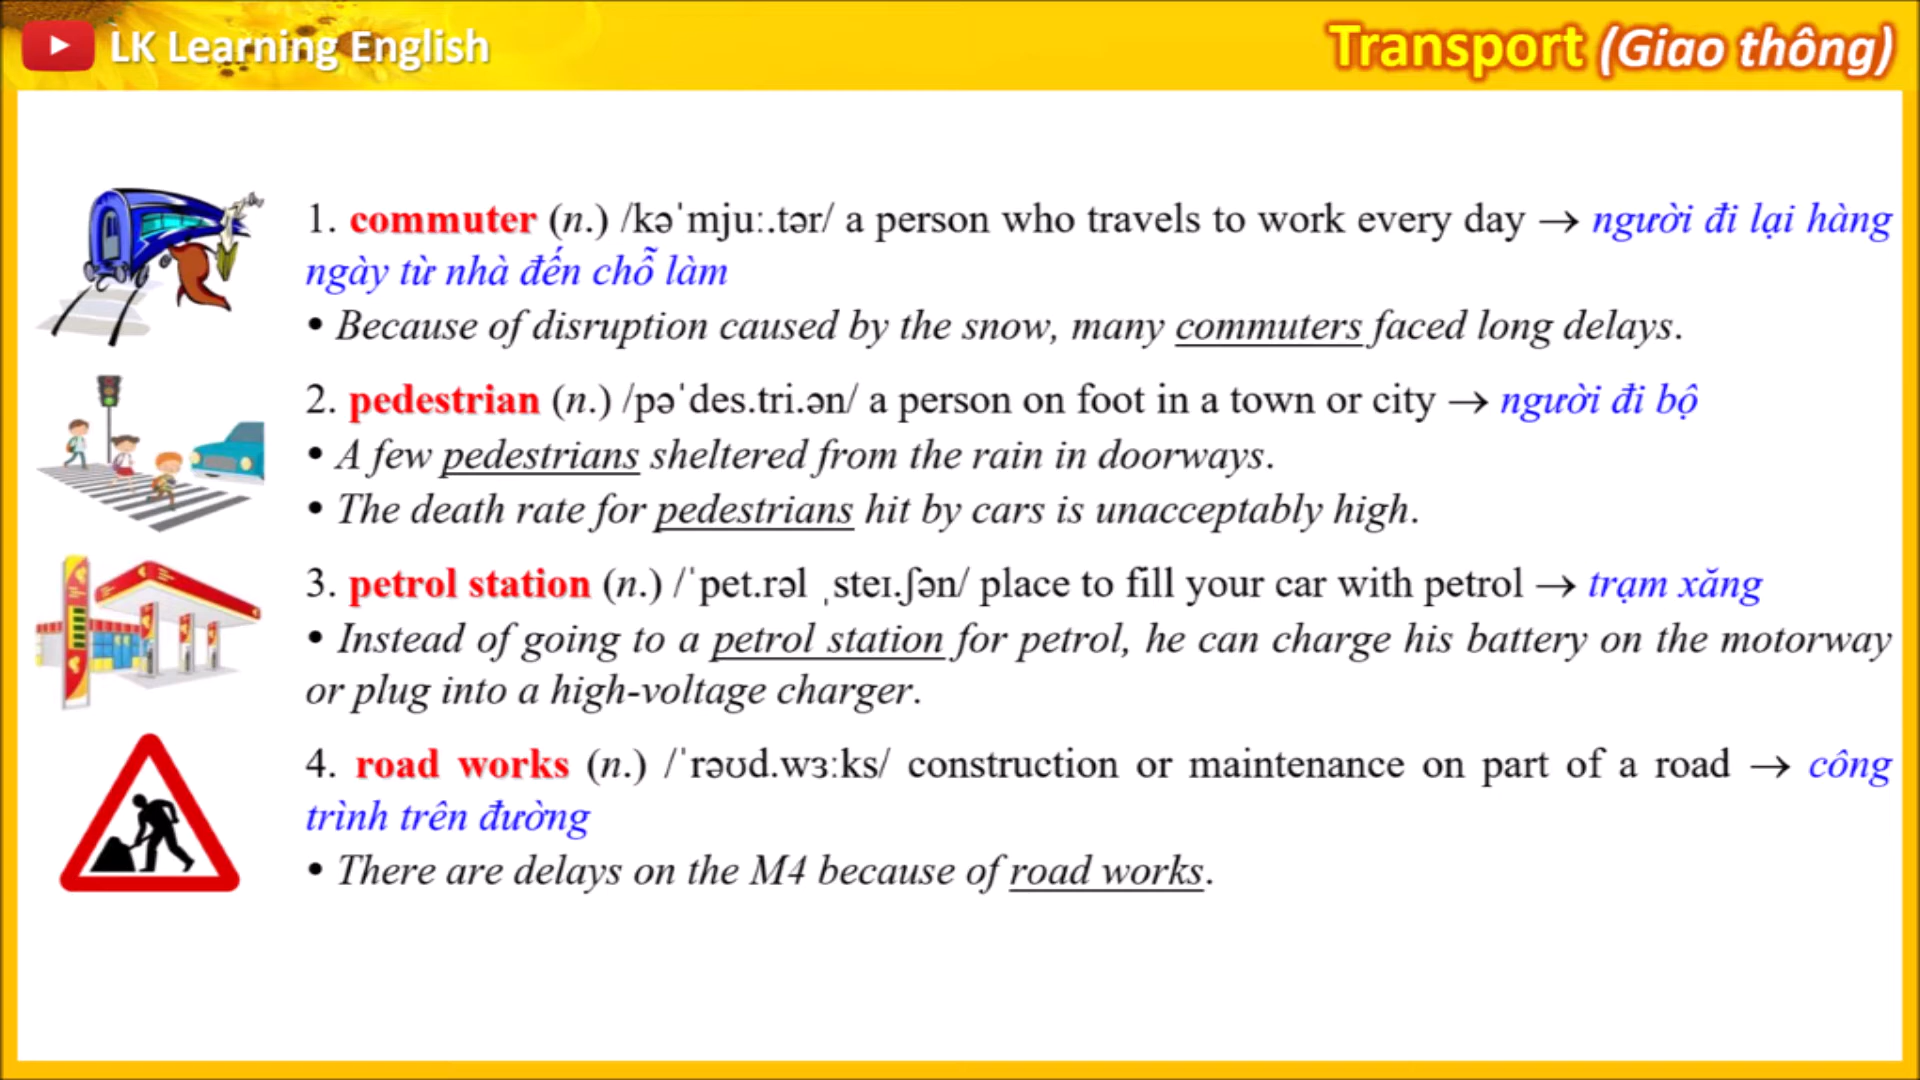 LK Learning English
Transport (Giao thông)
1. commuter (n.) /kəˈmjuː.tər/ a person who travels to work every day → người đi lại hàng
ngày từ nhà đến chỗ làm
• Because of disruption caused by the snow, many commuters faced long delays.
2. pedestrian (n.) /pəˈdes.tri.ən/ a person on foot in a town or city → người đi bộ
• A few pedestrians sheltered from the rain in doorways.
• The death rate for pedestrians hit by cars is unacceptably high.
3. petrol station (n.) /ˈpet.rəl ˌsteɪ.ʃən/ place to fill your car with petrol → trạm xăng
• Instead of going to a petrol station for petrol, he can charge his battery on the motorway
or plug into a high-voltage charger.
4. road works (n.) /ˈrəʊd.wɜːks/ construction or maintenance on part of a road → công
trình trên đường
• There are delays on the M4 because of road works.